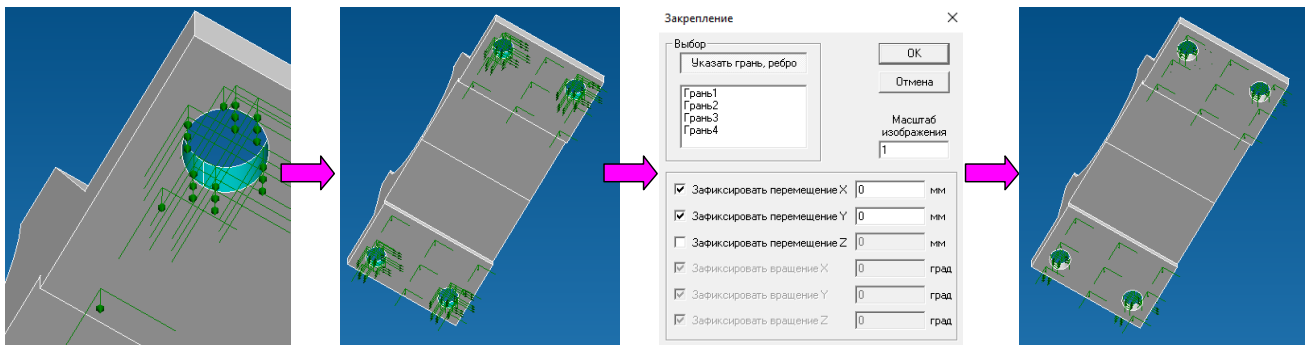 Закрепление
Выбор
Указать грань, ребро
Грань1
Грань2
Грань3
Грань4
OK
Отмена
Масштаб
изображения
1
Зафиксировать перемещение X 0 мм
Зафиксировать перемещение Y 0 мм
Зафиксировать перемещение Z 0 мм
Зафиксировать вращение X 0 град
Зафиксировать вращение Y 0 град
Зафиксировать вращение Z 0 град